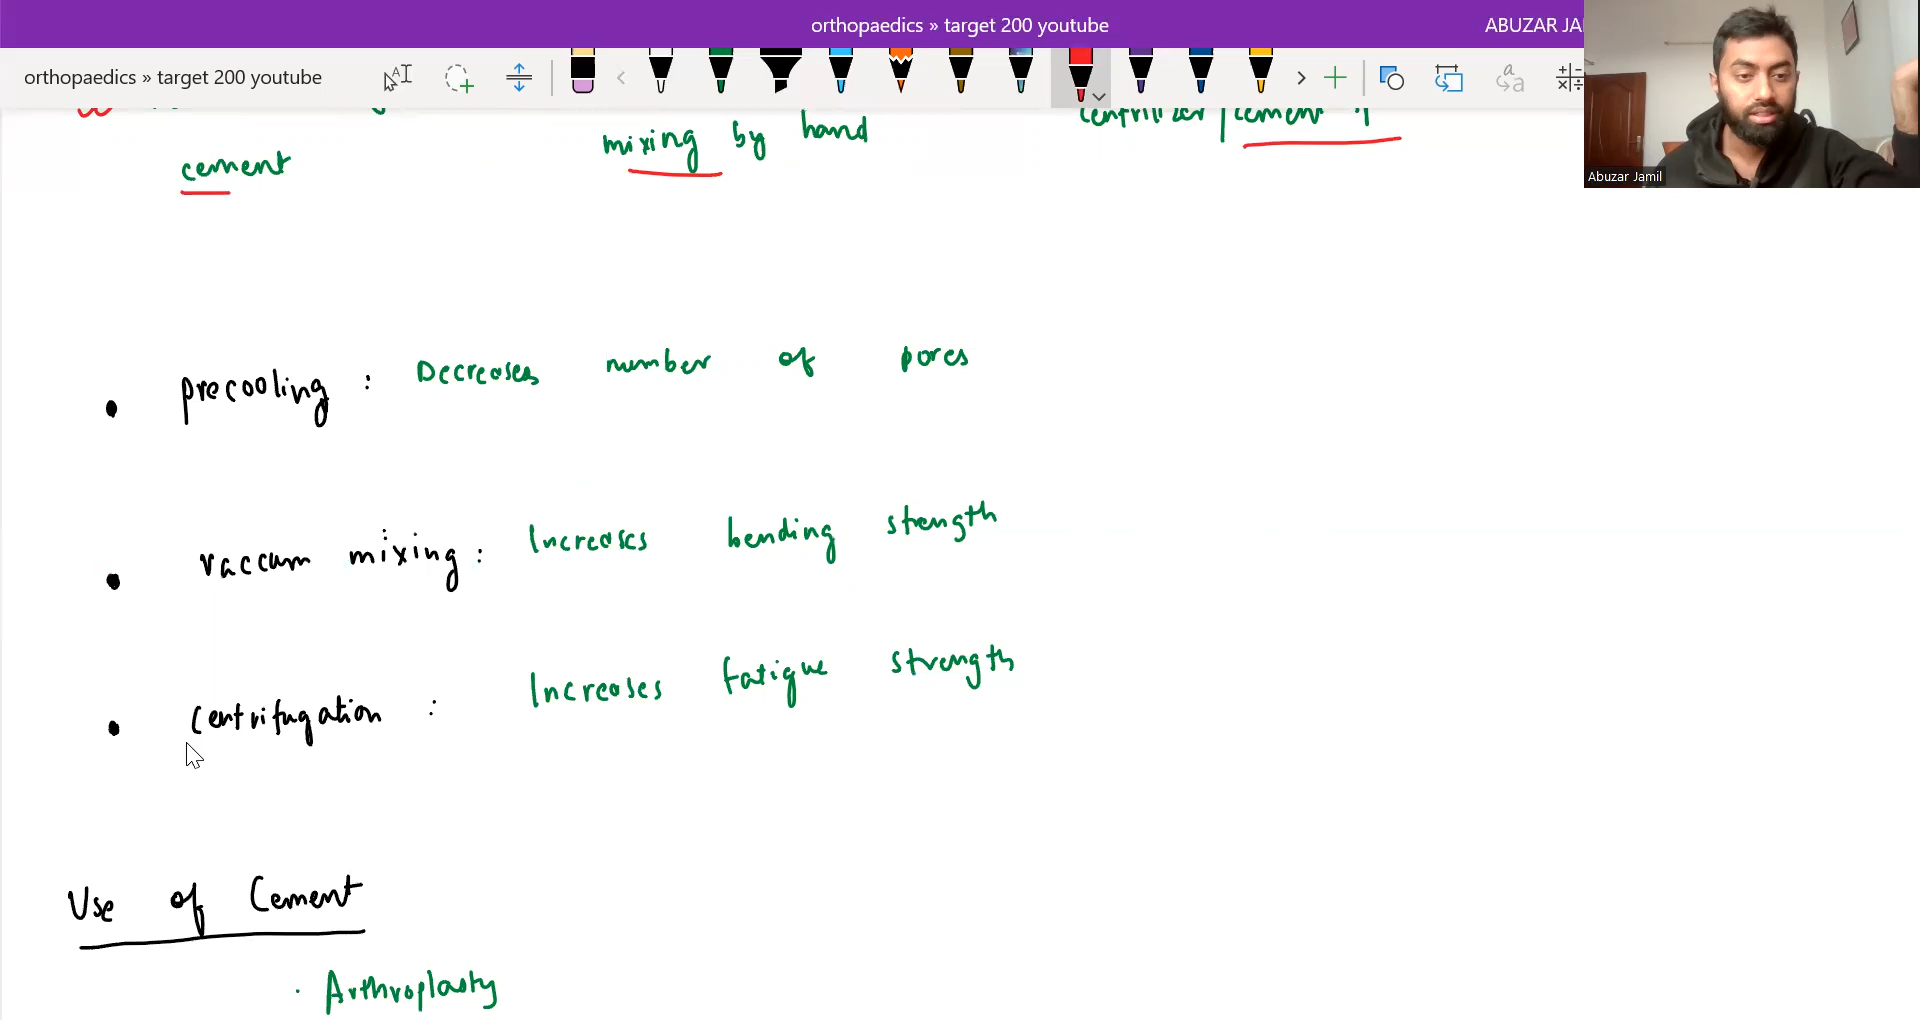 orthopaedics » target 200 youtube
ABUZAR JA
orthopaedics » target 200 youtube
Abuzar Jamil
mixing by hand
cement
precooling : Decreases number of pores
vaccum mixing : Increases bending strength
centrifugation : Increases fatigue strength
Use of Cement
· Arthroplasty